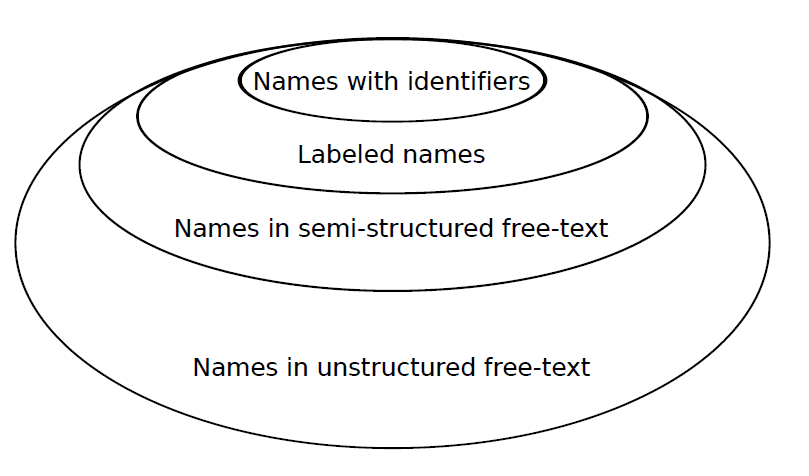 Names with identifiers
Labeled names
Names in semi-structured free-text
Names in unstructured free-text